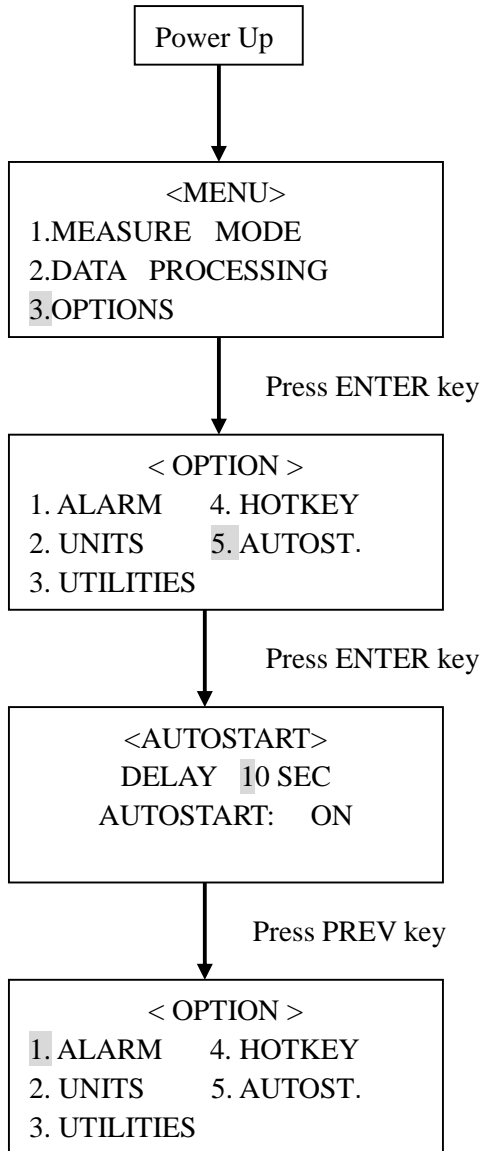 Power Up
<MENU>
1.MEASURE MODE
2.DATA PROCESSING
3.OPTIONS
Press ENTER key
< OPTION >
1. ALARM 4. HOTKEY
2. UNITS 5. AUTOST.
3. UTILITIES
Press ENTER key
<AUTOSTART>
DELAY 10 SEC
AUTOSTART: ON
Press PREV key
< OPTION >
1. ALARM 4. HOTKEY
2. UNITS 5. AUTOST.
3. UTILITIES